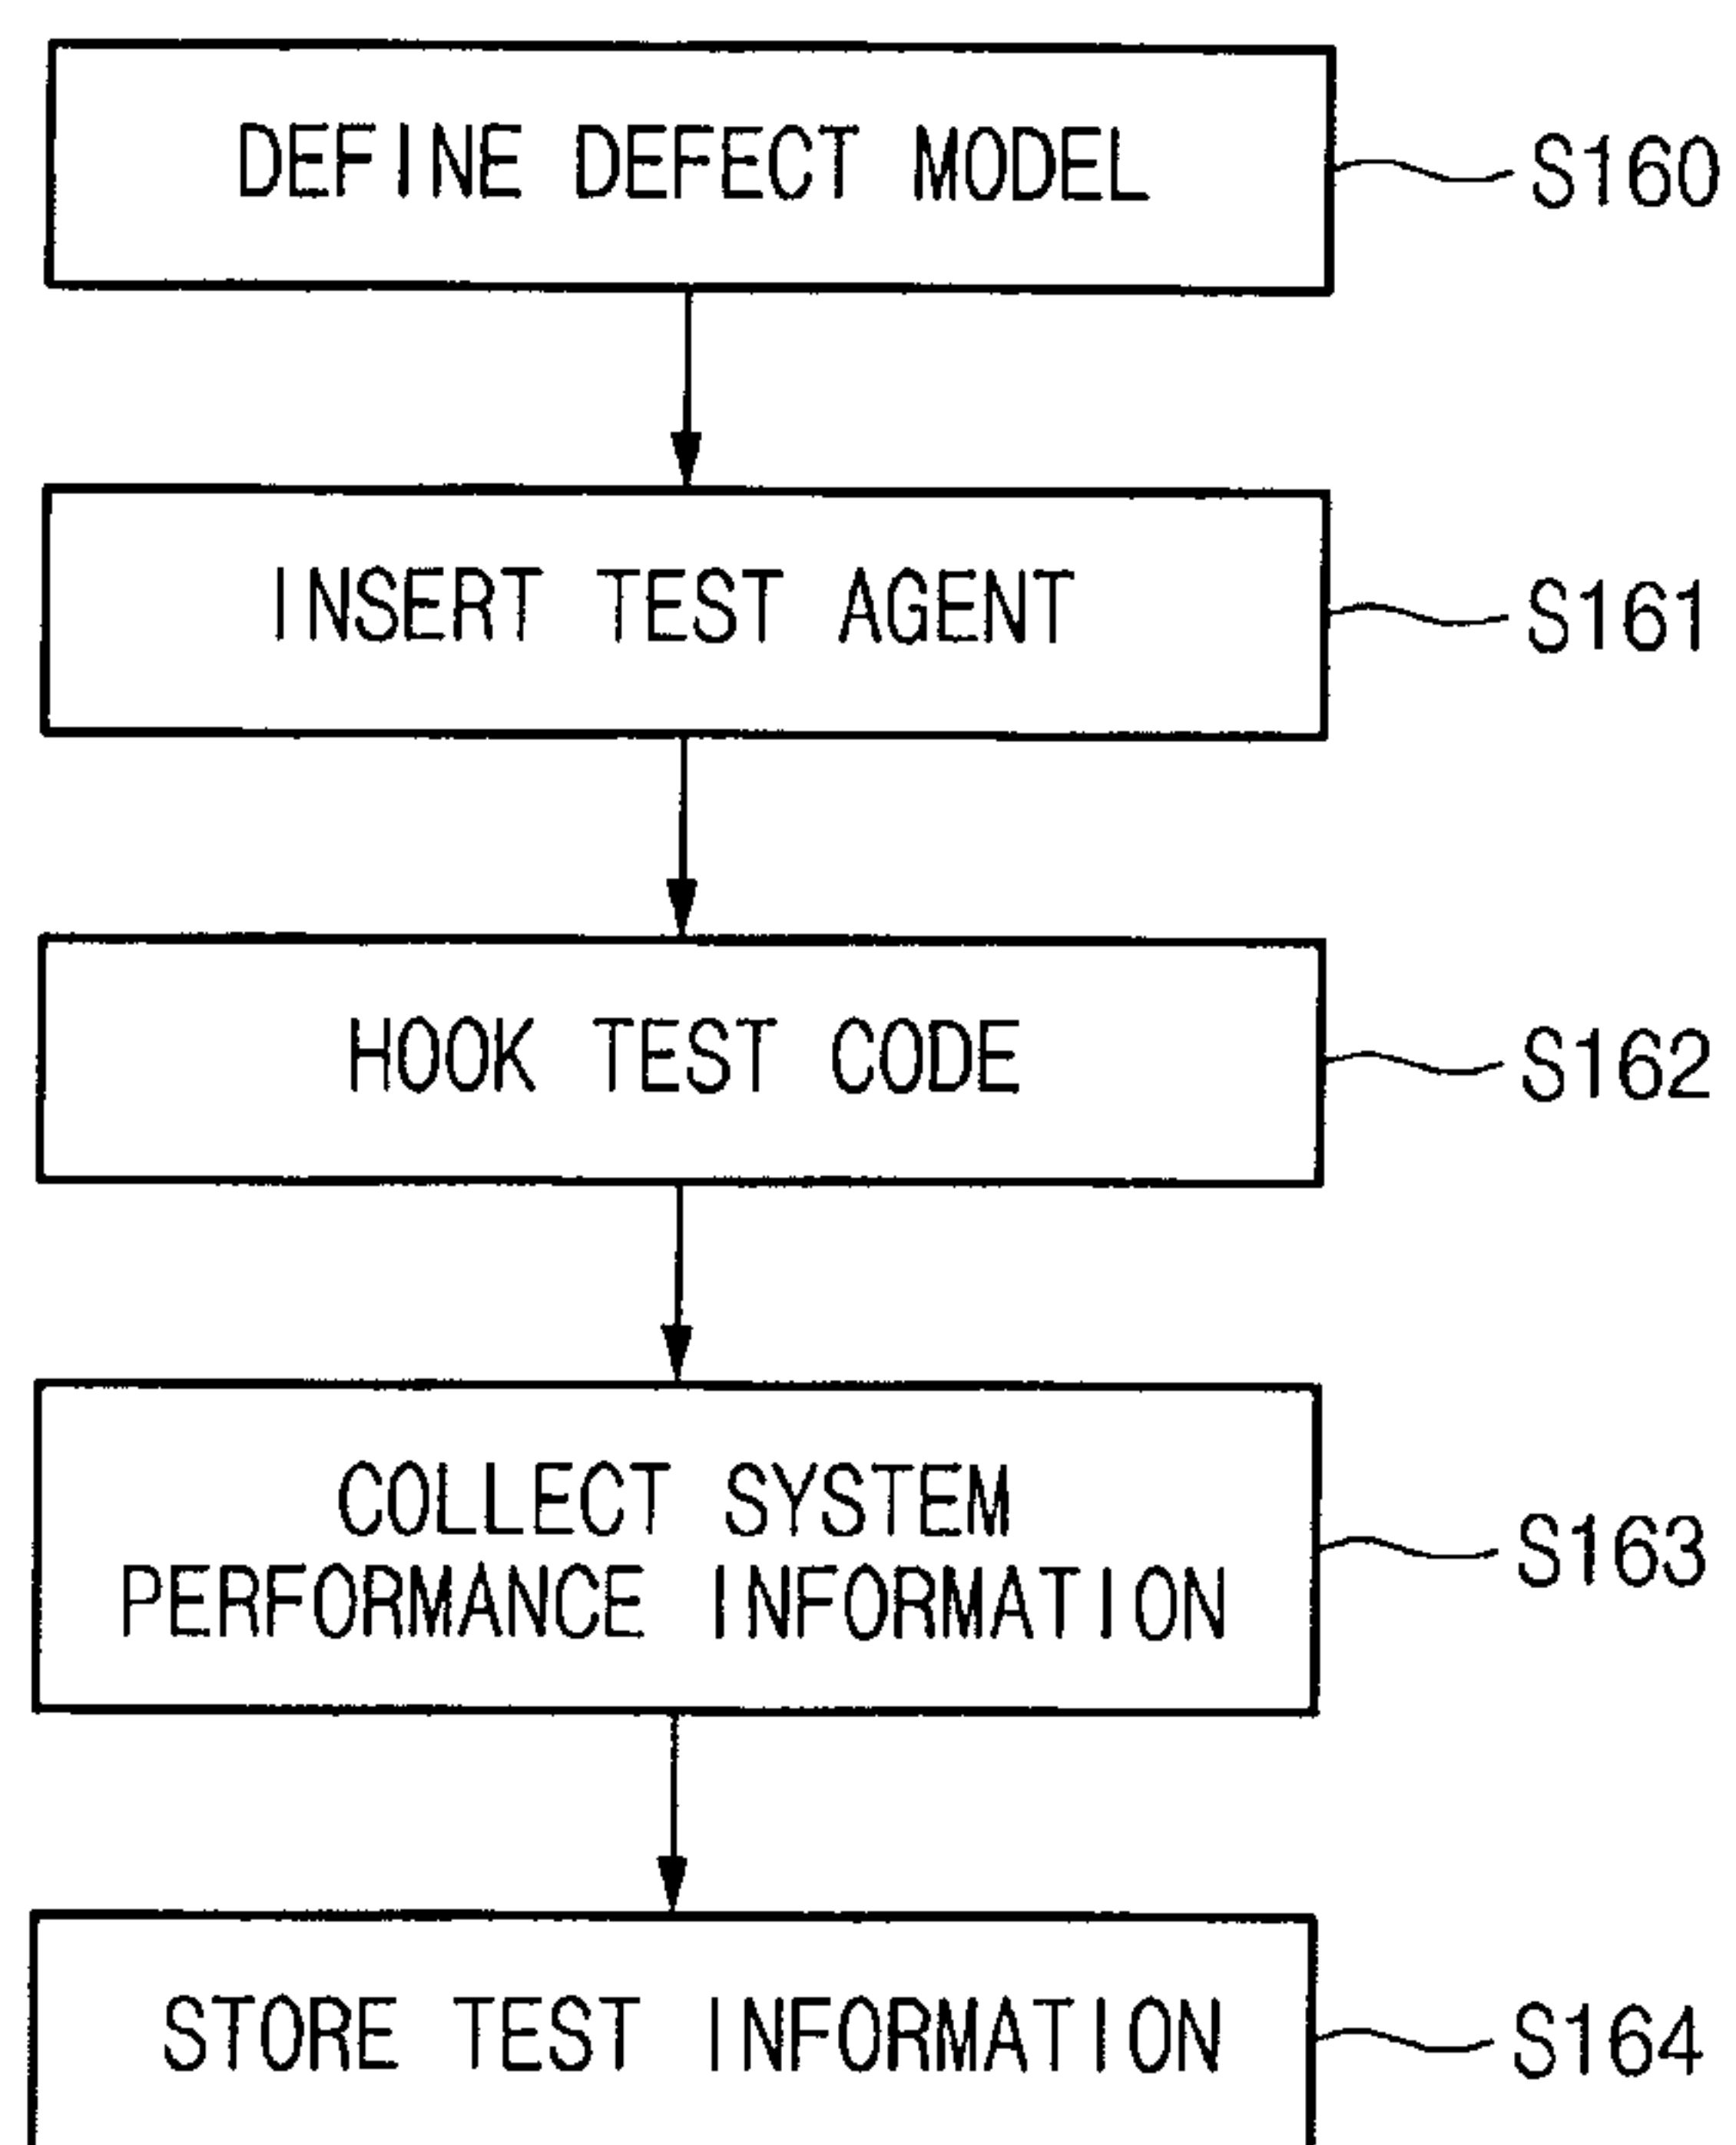 DEFINE DEFECT MODEL
S160
INSERT TEST AGENT
S161
HOOK TEST CODE
S162
COLLECT SYSTEM
PERFORMANCE INFORMATION
S163
STORE TEST INFORMATION
S164